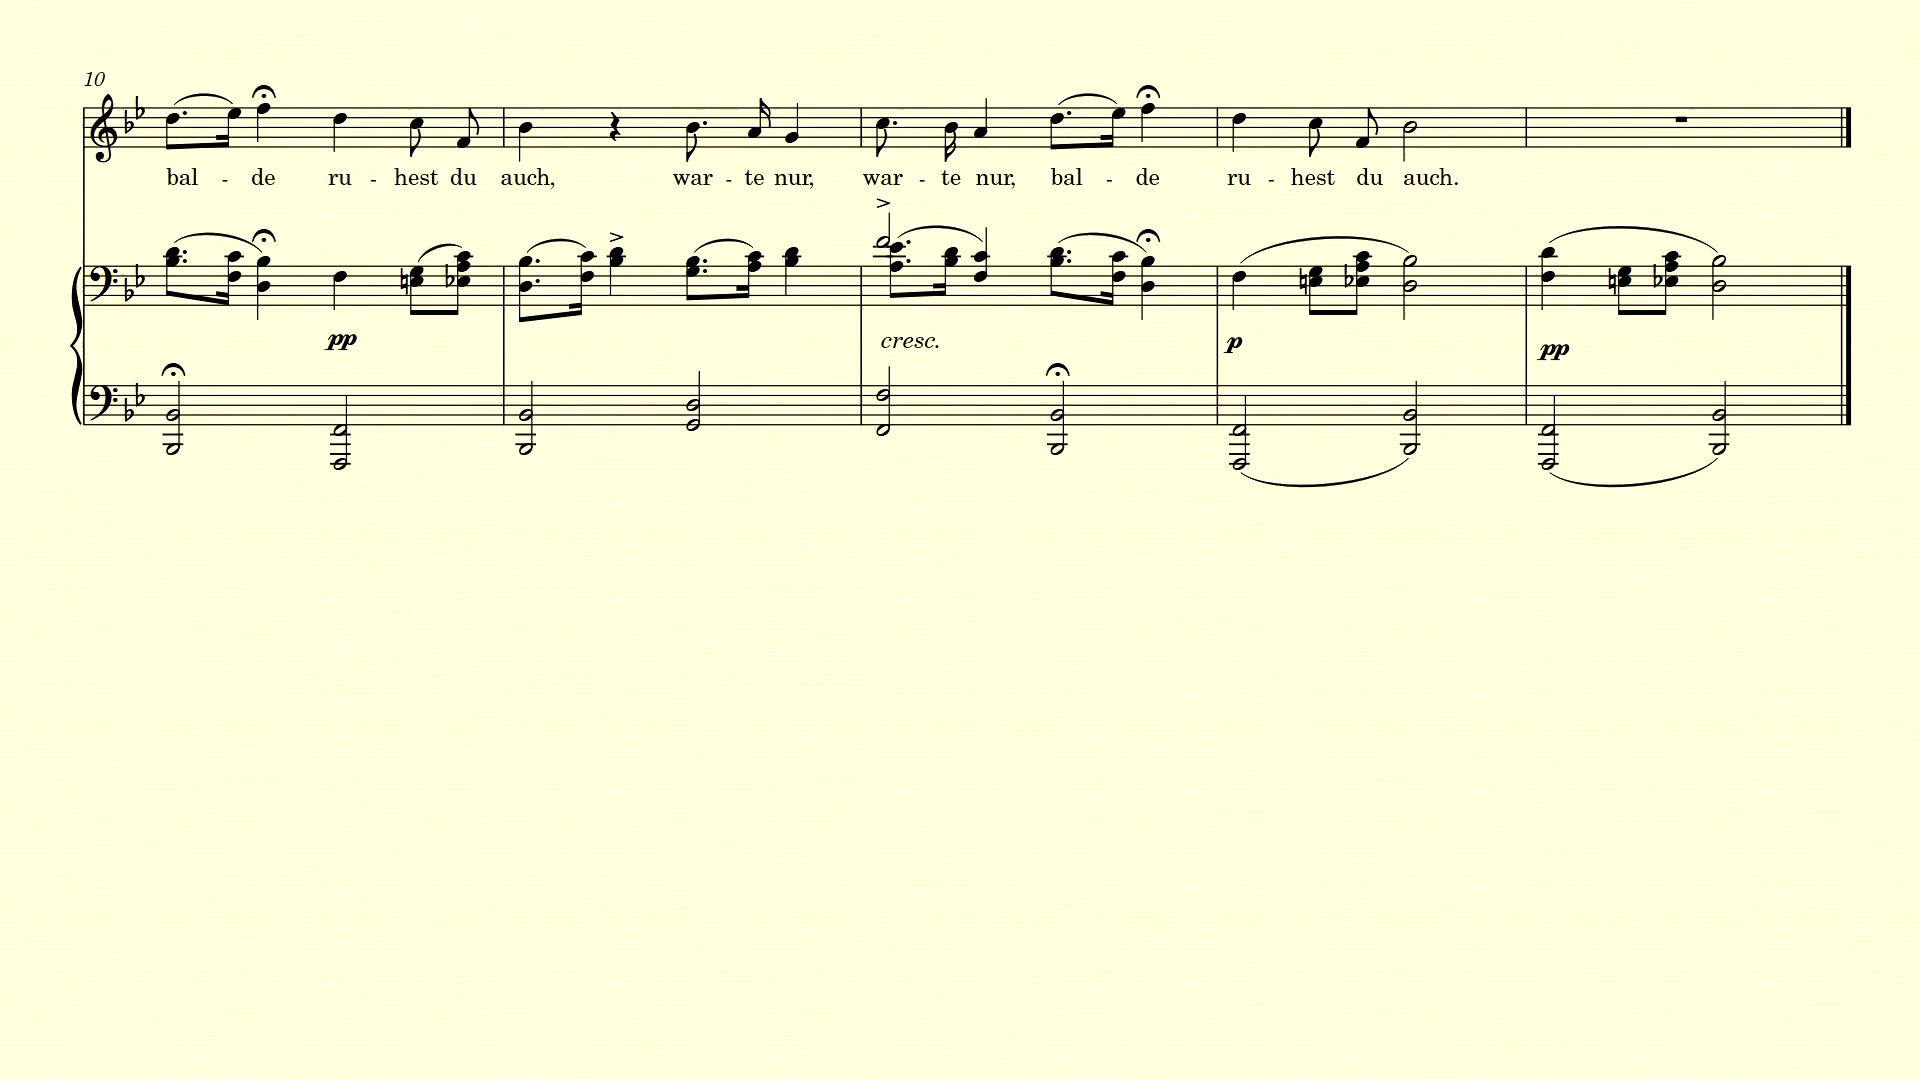 10
bal - de ru - hest du auch, war - te nur, war - te nur, bal - de ru - hest du auch.
pp cresc. p pp